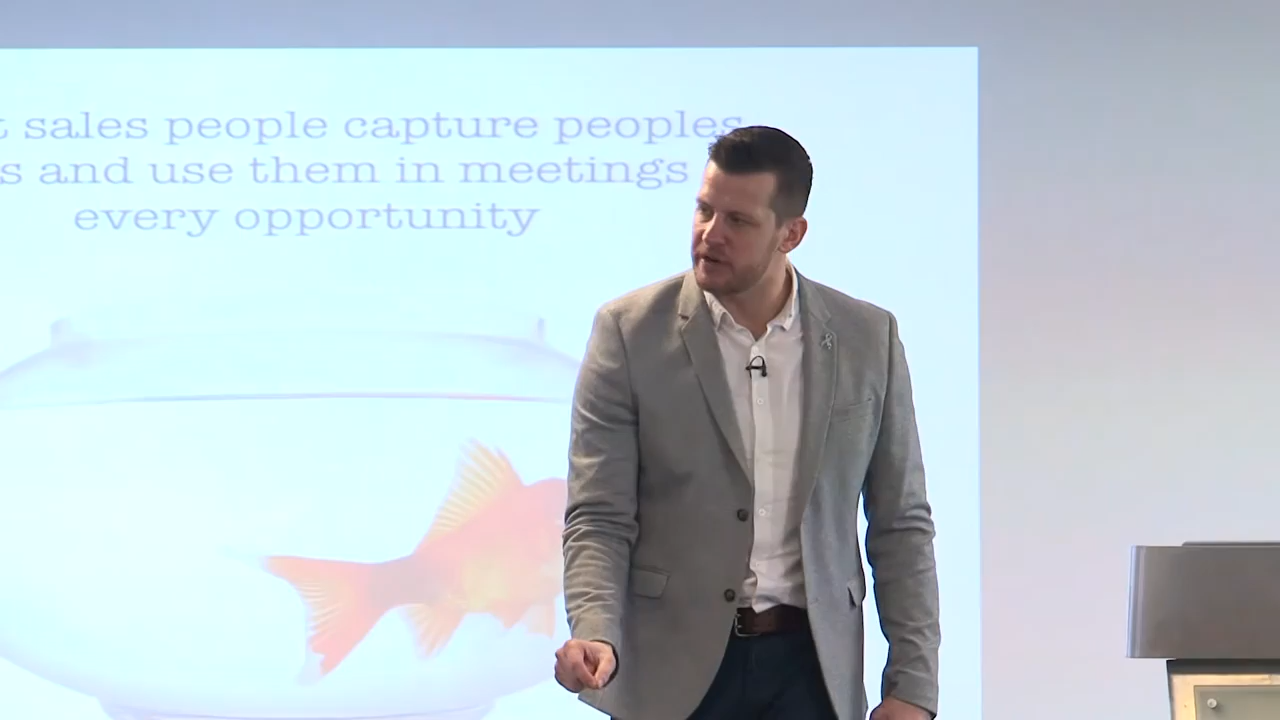 sales people capture peoples
and use them in meetings
every opportunity